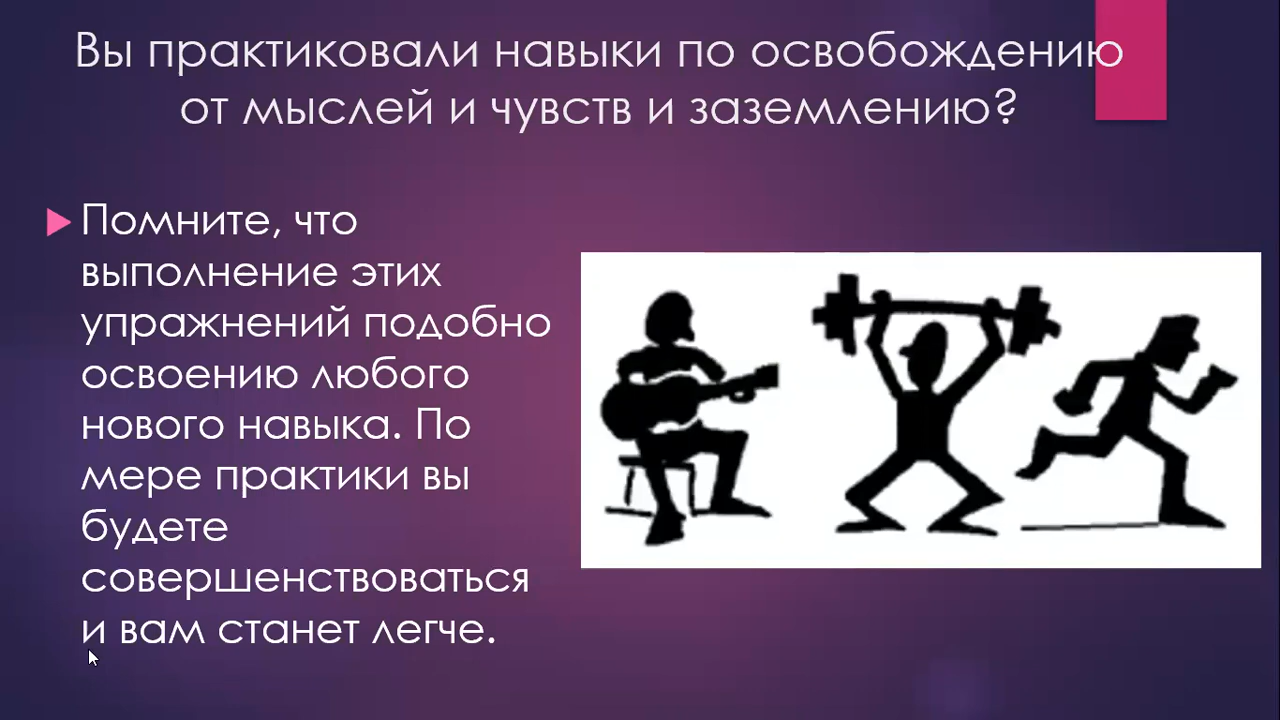 Вы практиковали навыки по освобождению
от мыслей и чувств и заземлению?
Помните, что
выполнение этих
упражнений подобно
освоению любого
нового навыка. По
мере практики вы
будете
совершенствоваться
и вам станет легче.